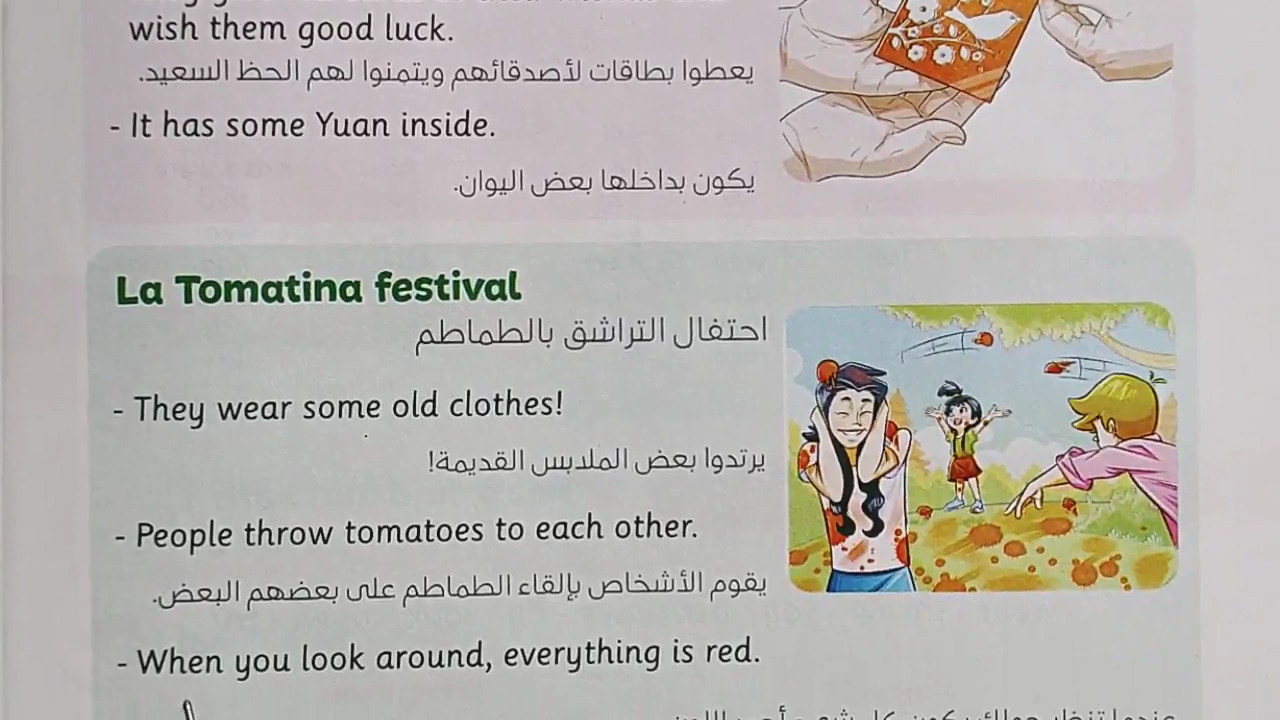 wish them good luck.
يعطوا بطاقات لأصدقائهم ويتمنوا لهم الحظ السعيد.
- It has some Yuan inside.
يكون بداخلها بعض اليوان.
La Tomatina festival
احتفال التراشق بالطماطم
- They wear some old clothes!
يرتدوا بعض الملابس القديمة!
- People throw tomatoes to each other.
يقوم الأشخاص بإلقاء الطماطم على بعضهم البعض.
- When you look around, everything is red.